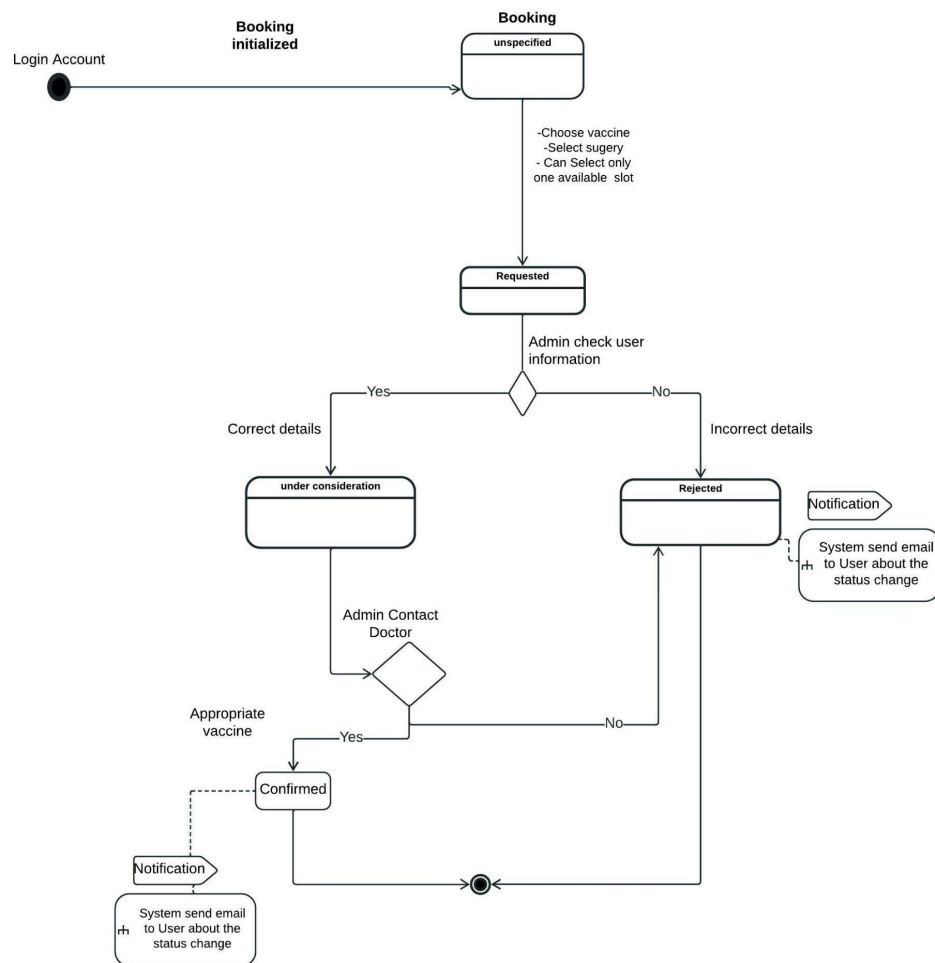 Booking
Booking
initialized
unspecified
Login Account
-Choose vaccine
-Select sugery
- Can Select only
one available slot
Requested
Admin check user
information
Yes
No
Correct details
Incorrect details
under consideration
Rejected
Notification
System send email
to User about the
status change
Admin Contact
Doctor
Appropriate
vaccine
Yes
No
Confirmed
Notification
System send email
to User about the
status change